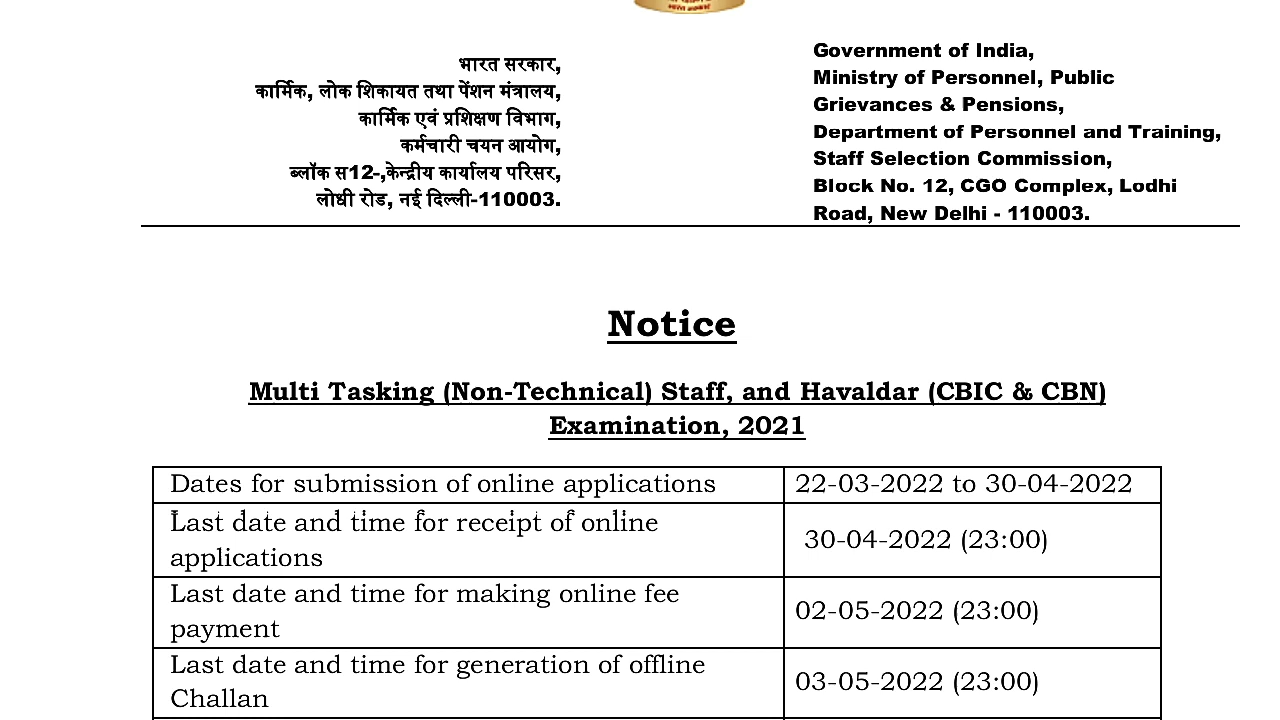 भारत सरकार,
कार्मिक, लोक शिकायत तथा पेंशन मंत्रालय,
कार्मिक एवं प्रशिक्षण विभाग,
कर्मचारी चयन आयोग,
ब्लॉक स12-,केन्द्रीय कार्यालय परिसर,
लोधी रोड, नई दिल्ली-110003.
Government of India,
Ministry of Personnel, Public
Grievances & Pensions,
Department of Personnel and Training,
Staff Selection Commission,
Block No. 12, CGO Complex, Lodhi
Road, New Delhi - 110003.
Notice
Multi Tasking (Non-Technical) Staff, and Havaldar (CBIC & CBN)
Examination, 2021
Dates for submission of online applications
22-03-2022 to 30-04-2022
Last date and time for receipt of online
applications
30-04-2022 (23:00)
Last date and time for making online fee
payment
02-05-2022 (23:00)
Last date and time for generation of offline
Challan
03-05-2022 (23:00)